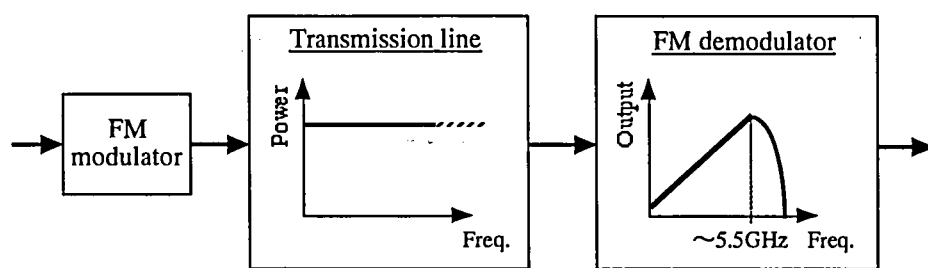 FM
modulator
Transmission line
Power
Freq.
FM demodulator
Output
~5.5GHz
Freq.